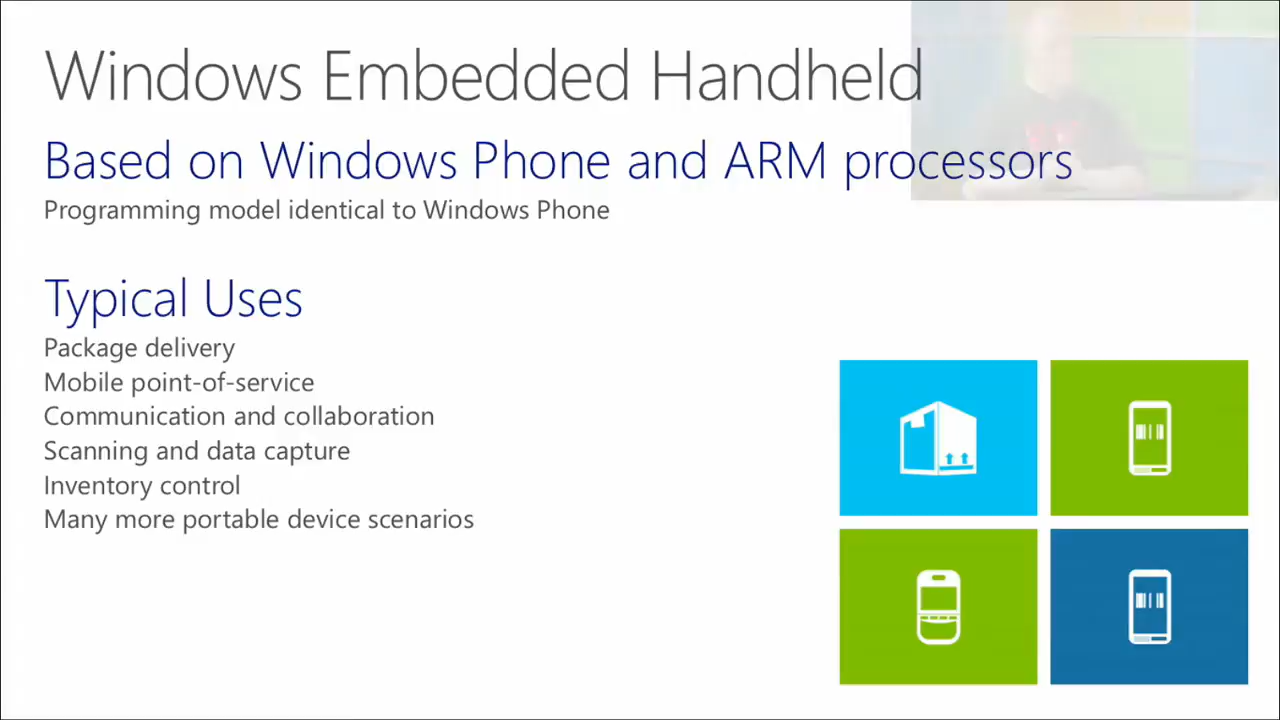 Windows Embedded Handheld
Based on Windows Phone and ARM processors
Programming model identical to Windows Phone
Typical Uses
Package delivery
Mobile point-of-service
Communication and collaboration
Scanning and data capture
Inventory control
Many more portable device scenarios